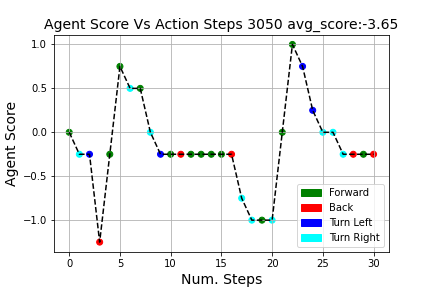 Agent Score Vs Action Steps 3050 avg_score:-3.65
Agent Score
1.0
0.5
0.0
−0.5
−1.0
Forward
Back
Turn Left
Turn Right
0 5 10 15 20 25 30
Num. Steps